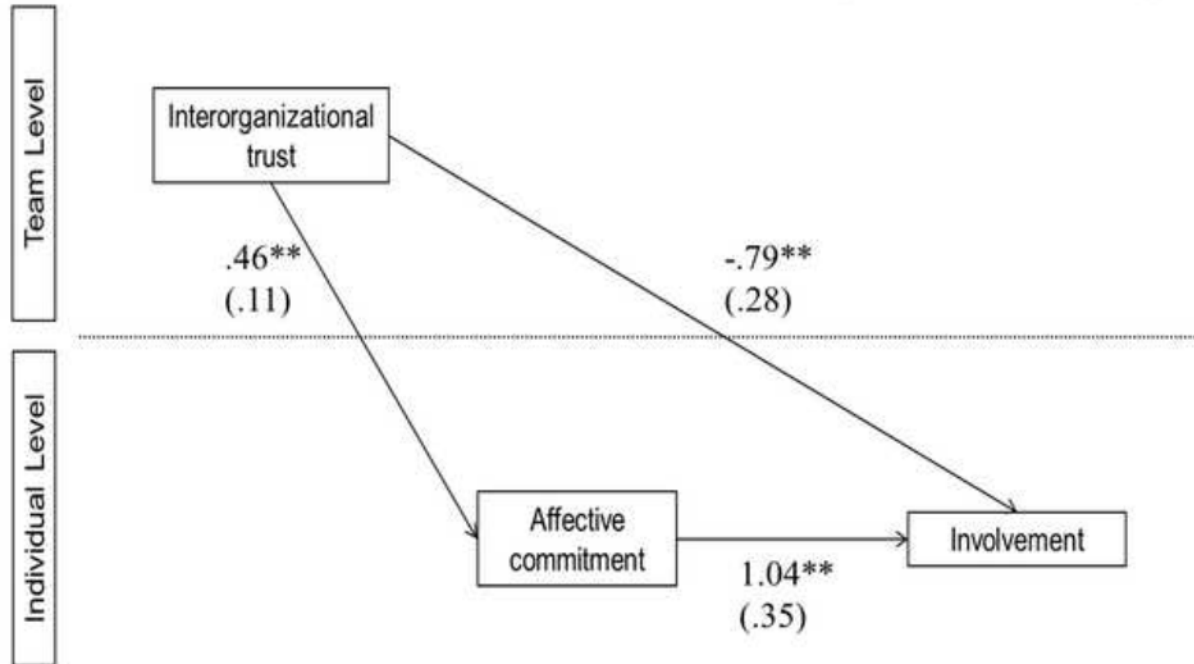 Team Level
Interorganizational
trust
.46**
(.11)
-.79**
(.28)
Individual Level
Affective
commitment
1.04**
(.35)
Involvement